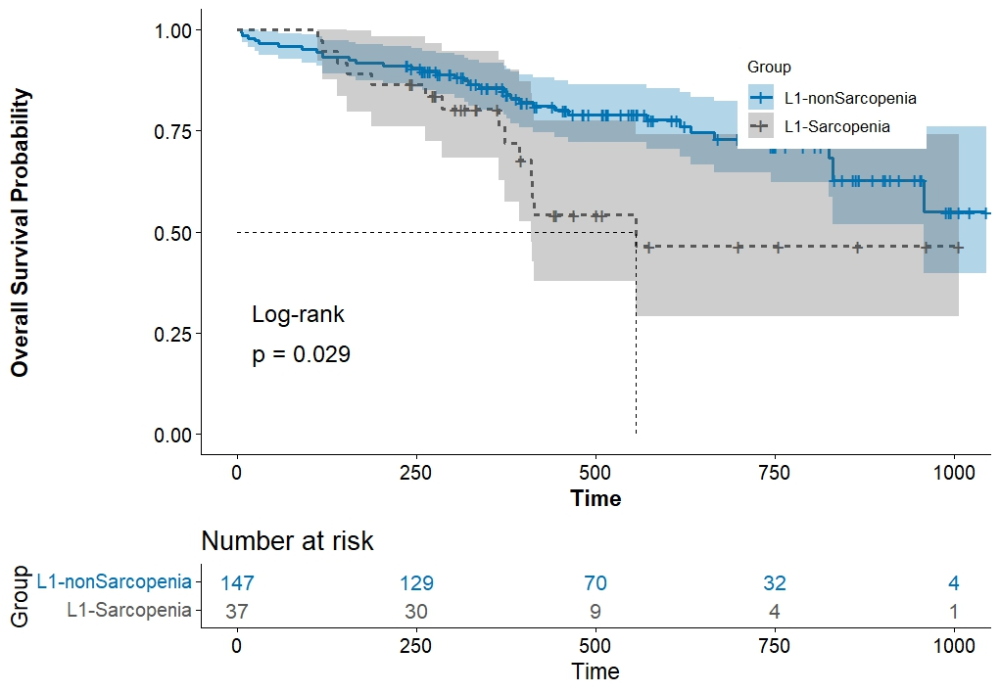 Overall Survival Probability
1.00
0.75
0.50
0.25
0.00
Group
L1-nonSarcopenia
L1-Sarcopenia
Log-rank
p = 0.029
0 250 500 750 1000
Time
Number at risk
Group
L1-nonSarcopenia 147 129 70 32 4
L1-Sarcopenia 37 30 9 4 1
0 250 500 750 1000
Time